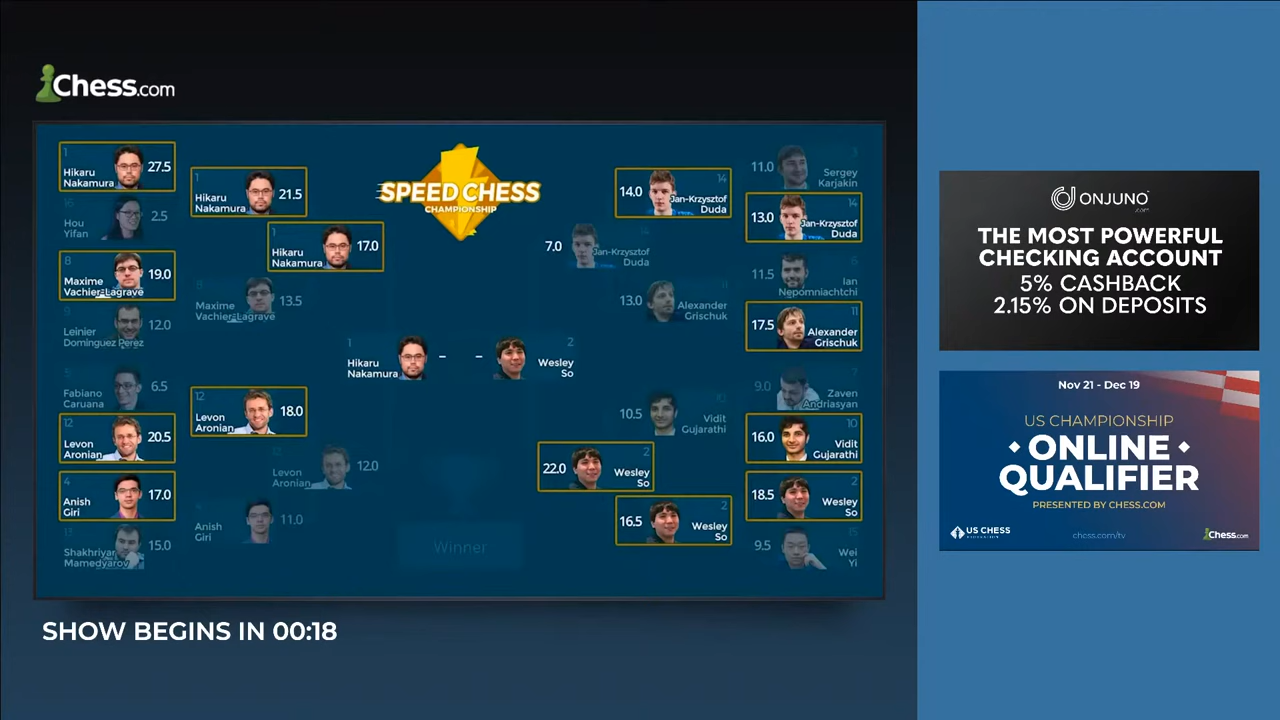 Chess.com
SPEED CHESS
CHAMPIONSHIP
1
Hikaru
Nakamura
27.5
16
Hou
Yifan
2.5
8
Maxime
Vachier-Lagrave
19.0
9
Leinier
Dominguez Perez
12.0
5
Fabiano
Caruana
6.5
12
Levon
Aronian
20.5
4
Anish
Giri
17.0
13
Shakhriyar
Mamedyarov
15.0
1
Hikaru
Nakamura
21.5
8
Maxime
Vachier-Lagrave
13.5
12
Levon
Aronian
18.0
4
Anish
Giri
11.0
1
Hikaru
Nakamura
17.0
12
Levon
Aronian
12.0
1
Hikaru
Nakamura
-
-
2
Wesley
So
Winner
7.0
14
Jan-Krzysztof
Duda
22.0
2
Wesley
So
14.0
14
Jan-Krzysztof
Duda
13.0
11
Alexander
Grischuk
10.5
10
Vidit
Gujarathi
16.5
2
Wesley
So
11.0
3
Sergey
Karjakin
13.0
14
Jan-Krzysztof
Duda
11.5
6
Ian
Nepomniachtchi
17.5
11
Alexander
Grischuk
9.0
7
Zaven
Andriasyan
16.0
10
Vidit
Gujarathi
18.5
2
Wesley
So
9.5
15
Wei
Yi
SHOW BEGINS IN 00:18
ONJUNO
.com
THE MOST POWERFUL
CHECKING ACCOUNT
5% CASHBACK
2.15% ON DEPOSITS
Nov 21 - Dec 19
US CHAMPIONSHIP
ONLINE
QUALIFIER
PRESENTED BY CHESS.COM
US CHESS
chess.com/tv
Chess.com